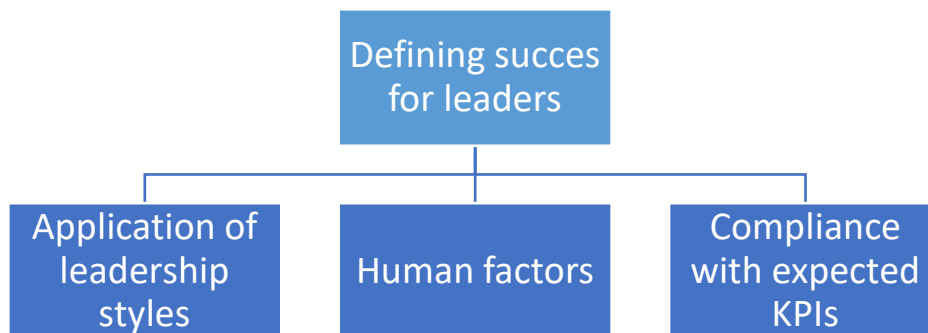 Defining succes
for leaders
Application of
leadership
styles
Human factors
Compliance
with expected
KPIs